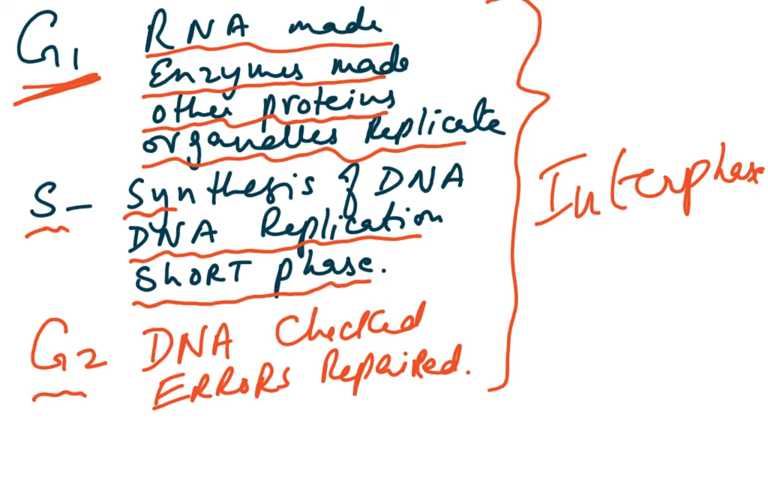 G1 RNA made
Enzymes made
other proteins
organelles Replicate
S – Synthesis of DNA
DNA Replication
SHORT phase.
G2 DNA Checked
ERRORS Repaired.
Interphase